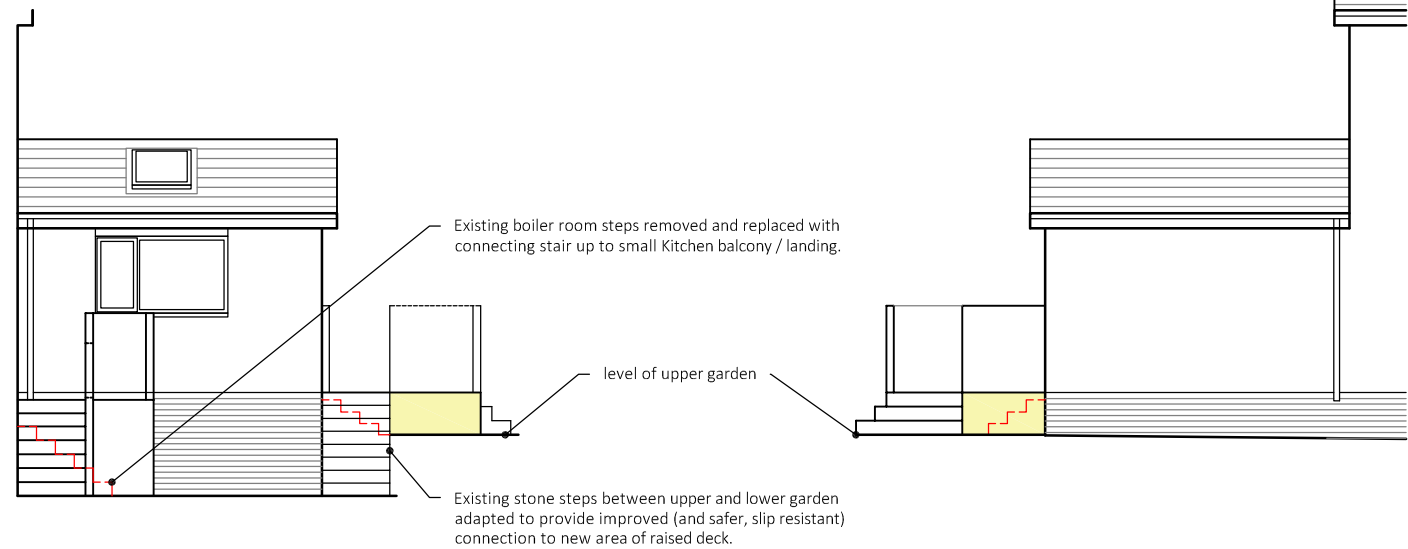 Existing boiler room steps removed and replaced with
connecting stair up to small Kitchen balcony / landing.
level of upper garden
Existing stone steps between upper and lower garden
adapted to provide improved (and safer, slip resistant)
connection to new area of raised deck.